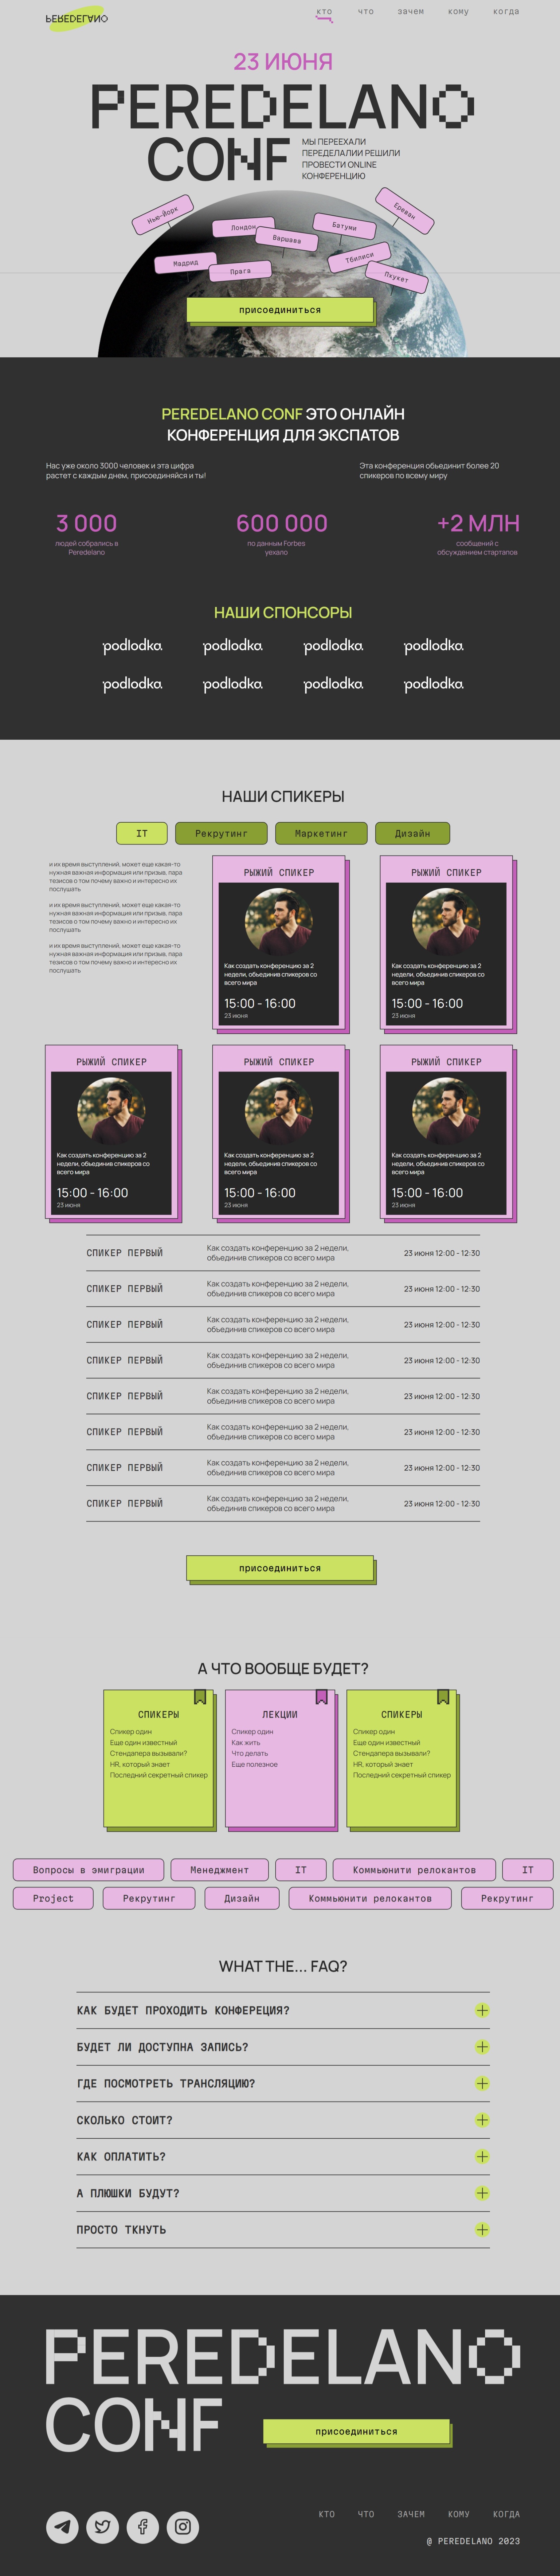 PEREDELANO
кто что зачем кому когда
23 ИЮНЯ
PEREDELANO
CONF
МЫ ПЕРЕЕХАЛИ
ПЕРЕДЕЛАЛИИ РЕШИЛИ
ПРОВЕСТИ ONLINE
КОНФЕРЕНЦИЮ
Нью-Йорк
Лондон
Варшава
Батуми
Ереван
Мадрид
Прага
Тбилиси
Пхукет
присоединиться
PEREDELANO CONF ЭТО ОНЛАЙН
КОНФЕРЕНЦИЯ ДЛЯ ЭКСПАТОВ
Нас уже около 3000 человек и эта цифра
растет с каждым днем, присоединяйся и ты!
Эта конференция объединит более 20
спикеров по всему миру
3 000
людей собрались в
Peredelano
600 000
по данным Forbes
уехало
+2 МЛН
сообщений с
обсуждением стартапов
НАШИ СПОНСОРЫ
podlodka podlodka podlodka podlodka
podlodka podlodka podlodka podlodka
НАШИ СПИКЕРЫ
IT Рекрутинг Маркетинг Дизайн
и их время выступлений, может еще какая-то
нужная важная информация или призыв, пара
тезисов о том почему важно и интересно их
послушать
и их время выступлений, может еще какая-то
нужная важная информация или призыв, пара
тезисов о том почему важно и интересно их
послушать
и их время выступлений, может еще какая-то
нужная важная информация или призыв, пара
тезисов о том почему важно и интересно их
послушать
РЫЖИЙ СПИКЕР
Как создать конференцию за 2
недели, объединив спикеров со
всего мира
15:00 - 16:00
23 июня
РЫЖИЙ СПИКЕР
Как создать конференцию за 2
недели, объединив спикеров со
всего мира
15:00 - 16:00
23 июня
РЫЖИЙ СПИКЕР
Как создать конференцию за 2
недели, объединив спикеров со
всего мира
15:00 - 16:00
23 июня
РЫЖИЙ СПИКЕР
Как создать конференцию за 2
недели, объединив спикеров со
всего мира
15:00 - 16:00
23 июня
РЫЖИЙ СПИКЕР
Как создать конференцию за 2
недели, объединив спикеров со
всего мира
15:00 - 16:00
23 июня
СПИКЕР ПЕРВЫЙ
Как создать конференцию за 2 недели,
объединив спикеров со всего мира
23 июня 12:00 - 12:30
СПИКЕР ПЕРВЫЙ
Как создать конференцию за 2 недели,
объединив спикеров со всего мира
23 июня 12:00 - 12:30
СПИКЕР ПЕРВЫЙ
Как создать конференцию за 2 недели,
объединив спикеров со всего мира
23 июня 12:00 - 12:30
СПИКЕР ПЕРВЫЙ
Как создать конференцию за 2 недели,
объединив спикеров со всего мира
23 июня 12:00 - 12:30
СПИКЕР ПЕРВЫЙ
Как создать конференцию за 2 недели,
объединив спикеров со всего мира
23 июня 12:00 - 12:30
СПИКЕР ПЕРВЫЙ
Как создать конференцию за 2 недели,
объединив спикеров со всего мира
23 июня 12:00 - 12:30
СПИКЕР ПЕРВЫЙ
Как создать конференцию за 2 недели,
объединив спикеров со всего мира
23 июня 12:00 - 12:30
СПИКЕР ПЕРВЫЙ
Как создать конференцию за 2 недели,
объединив спикеров со всего мира
23 июня 12:00 - 12:30
присоединиться
А ЧТО ВООБЩЕ БУДЕТ?
СПИКЕРЫ
Спикер один
Еще один известный
Стендапера вызывали?
HR, который знает
Последний секретный спикер
ЛЕКЦИИ
Спикер один
Как жить
Что делать
Еще полезное
СПИКЕРЫ
Спикер один
Еще один известный
Стендапера вызывали?
HR, который знает
Последний секретный спикер
Вопросы в эмиграции Менеджмент IT Коммьюнити релокантов IT
Project Рекрутинг Дизайн Коммьюнити релокантов Рекрутинг
WHAT THE... FAQ?
КАК БУДЕТ ПРОХОДИТЬ КОНФЕРЕЦИЯ?
БУДЕТ ЛИ ДОСТУПНА ЗАПИСЬ?
ГДЕ ПОСМОТРЕТЬ ТРАНСЛЯЦИЮ?
СКОЛЬКО СТОИТ?
КАК ОПЛАТИТЬ?
А ПЛЮШКИ БУДУТ?
ПРОСТО ТКНУТЬ
PEREDELANO
CONF
присоединиться
КТО ЧТО ЗАЧЕМ КОМУ КОГДА
@ PEREDELANO 2023